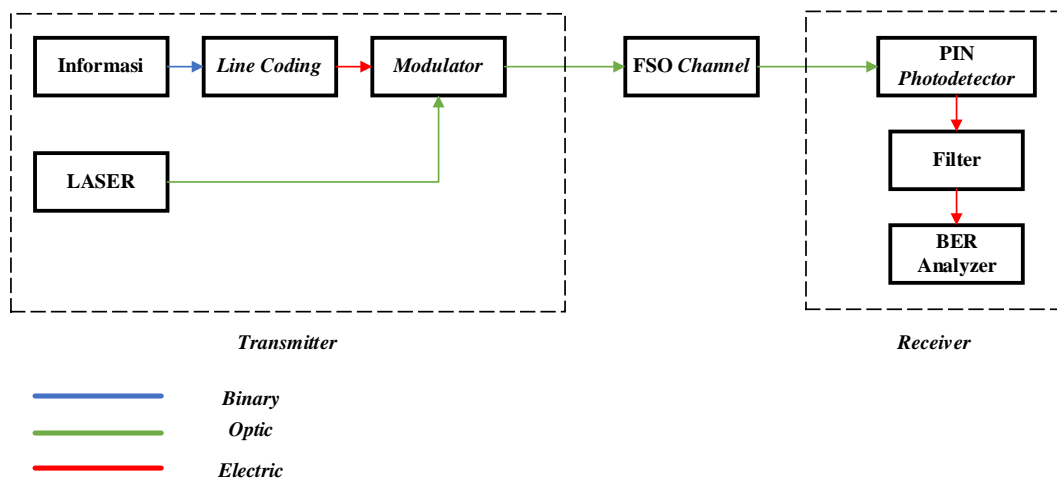 Informasi
Line Coding
Modulator
FSO Channel
PIN
Photodetector
LASER
Filter
BER
Analyzer
Transmitter
Receiver
Binary
Optic
Electric